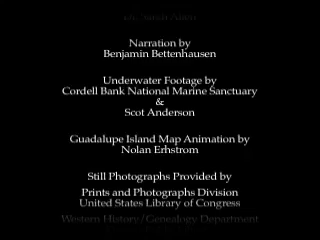 Narration by
Benjamin Bettenhausen
Underwater Footage by
Cordell Bank National Marine Sanctuary
&
Scot Anderson
Guadalupe Island Map Animation by
Nolan Erhstrom
Still Photographs Provided by
Prints and Photographs Division
United States Library of Congress
Western History/Genealogy Department